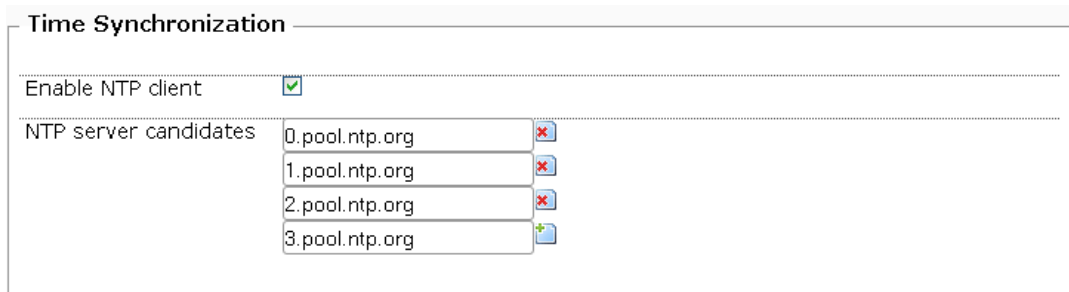 Time Synchronization
Enable NTP client
NTP server candidates
0.pool.ntp.org
1.pool.ntp.org
2.pool.ntp.org
3.pool.ntp.org